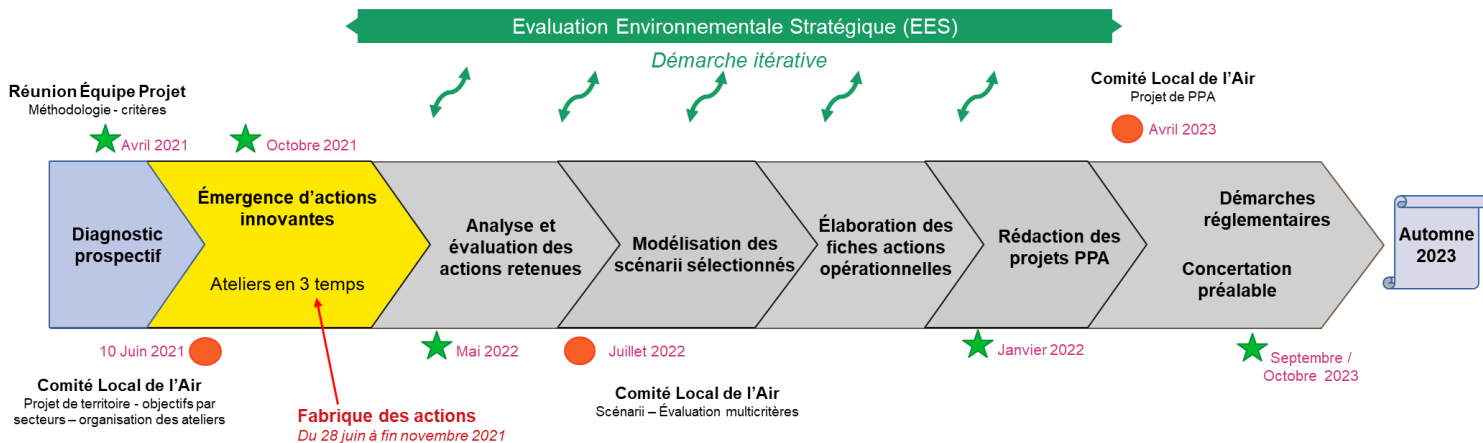 Evaluation Environnementale Stratégique (EES)
Démarche itérative
Réunion Équipe Projet
Méthodologie - critères
Avril 2021
Octobre 2021
Comité Local de l'Air
Projet de PPA
Avril 2023
Diagnostic
prospectif
Émergence d'actions
innovantes
Ateliers en 3 temps
Analyse et
évaluation des
actions retenues
Modélisation des
scénarii sélectionnés
Élaboration des
fiches actions
opérationnelles
Rédaction des
projets PPA
Démarches
réglementaires
Concertation
préalable
Automne
2023
10 Juin 2021
Comité Local de l'Air
Projet de territoire - objectifs par
secteurs – organisation des ateliers
Fabrique des actions
Du 28 juin à fin novembre 2021
Mai 2022
Juillet 2022
Comité Local de l'Air
Scénarii – Évaluation multicritères
Janvier 2022
Septembre /
Octobre 2023